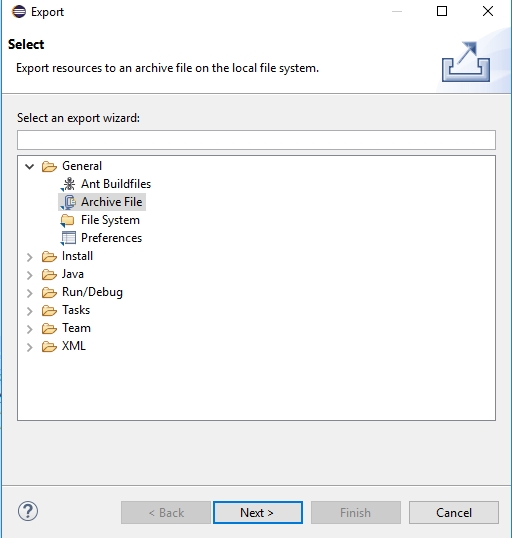 Export
Select
Export resources to an archive file on the local file system.
Select an export wizard:
General
Ant Buildfiles
Archive File
File System
Preferences
Install
Java
Run/Debug
Tasks
Team
XML
? < Back Next > Finish Cancel